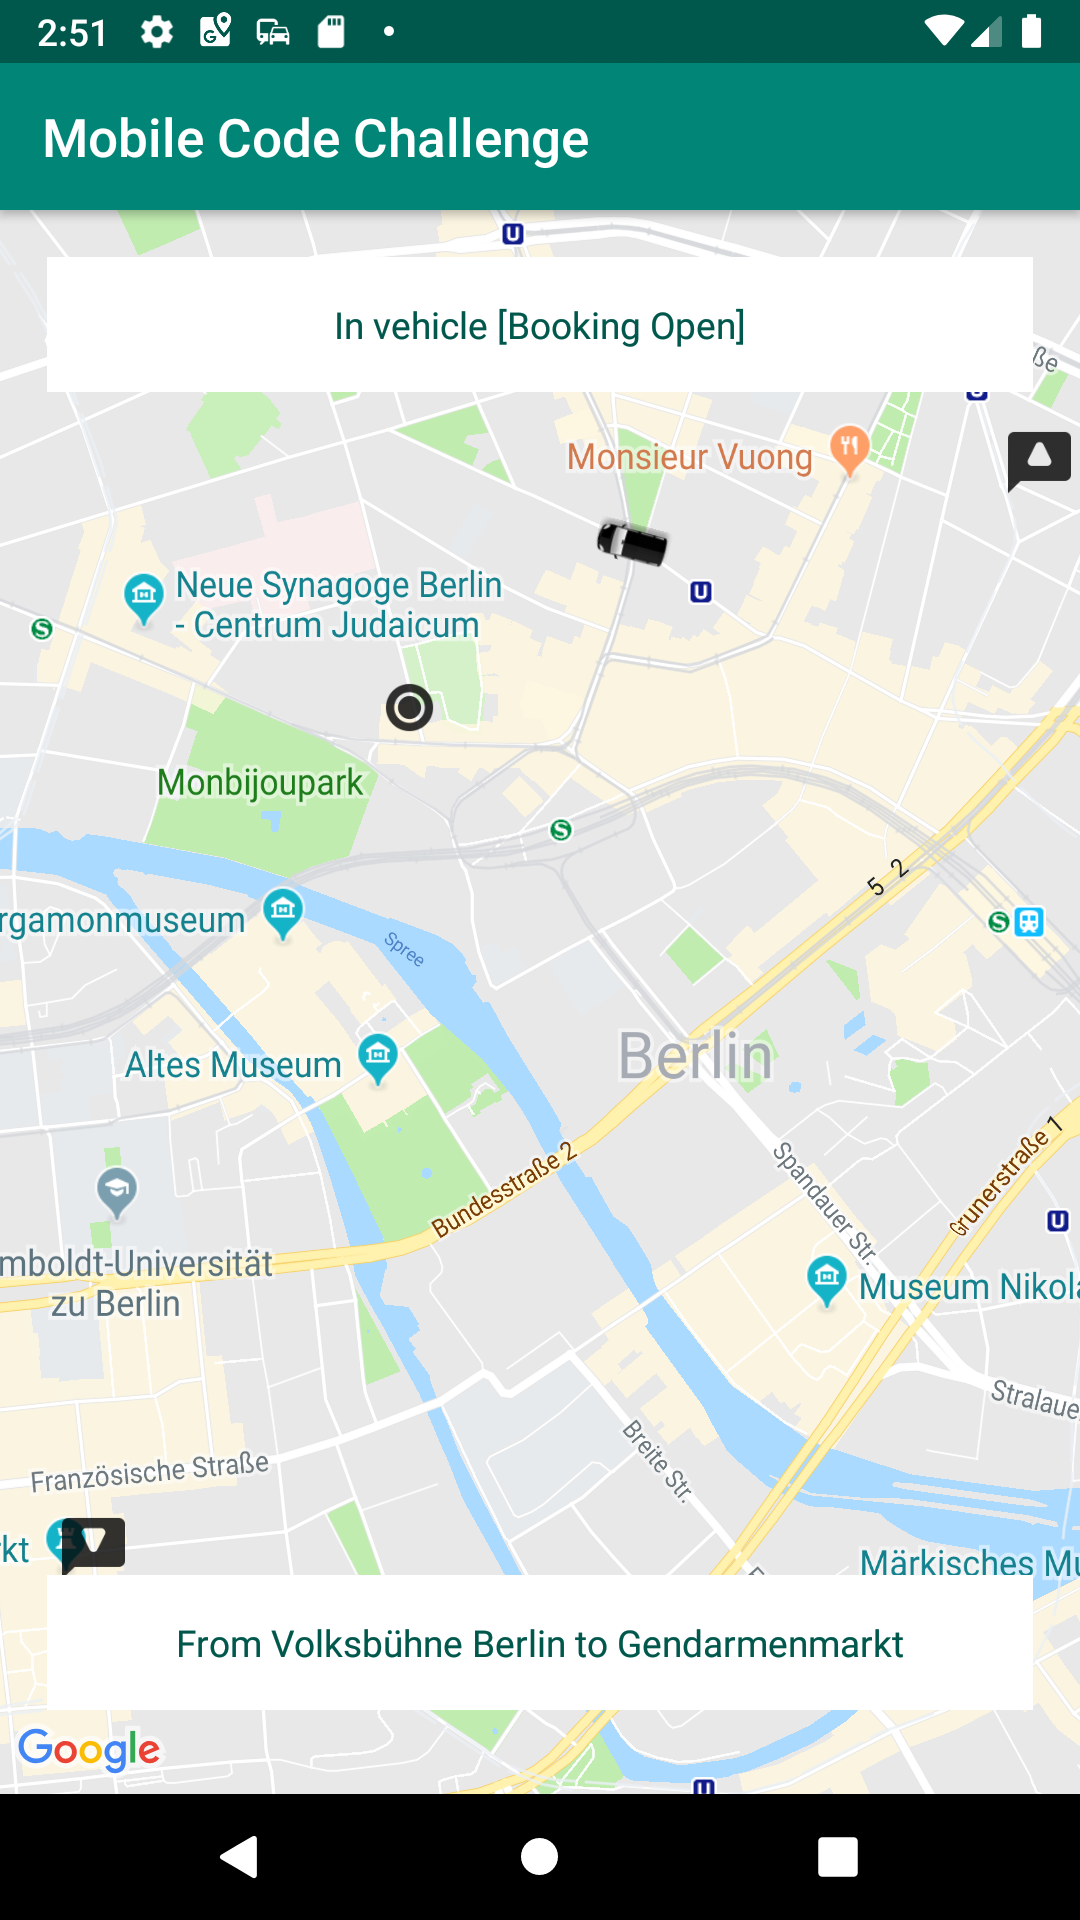 2:51
Mobile Code Challenge
U
In vehicle [Booking Open]
ße
Monsieur Vuong
Neue Synagoge Berlin
- Centrum Judaicum
U
S
Monbijoupark
S
5 2
rgamonmuseum
Spree
S
Berlin
Altes Museum
Bundesstraße 2
Spandauer Str.
Grunerstraße 1
U
mboldt-Universität
zu Berlin
Museum Nikola
Stralaue
Französische Straße
Breite Str.
kt
Märkisches Mu
From Volksbühne Berlin to Gendarmenmarkt
Google
U